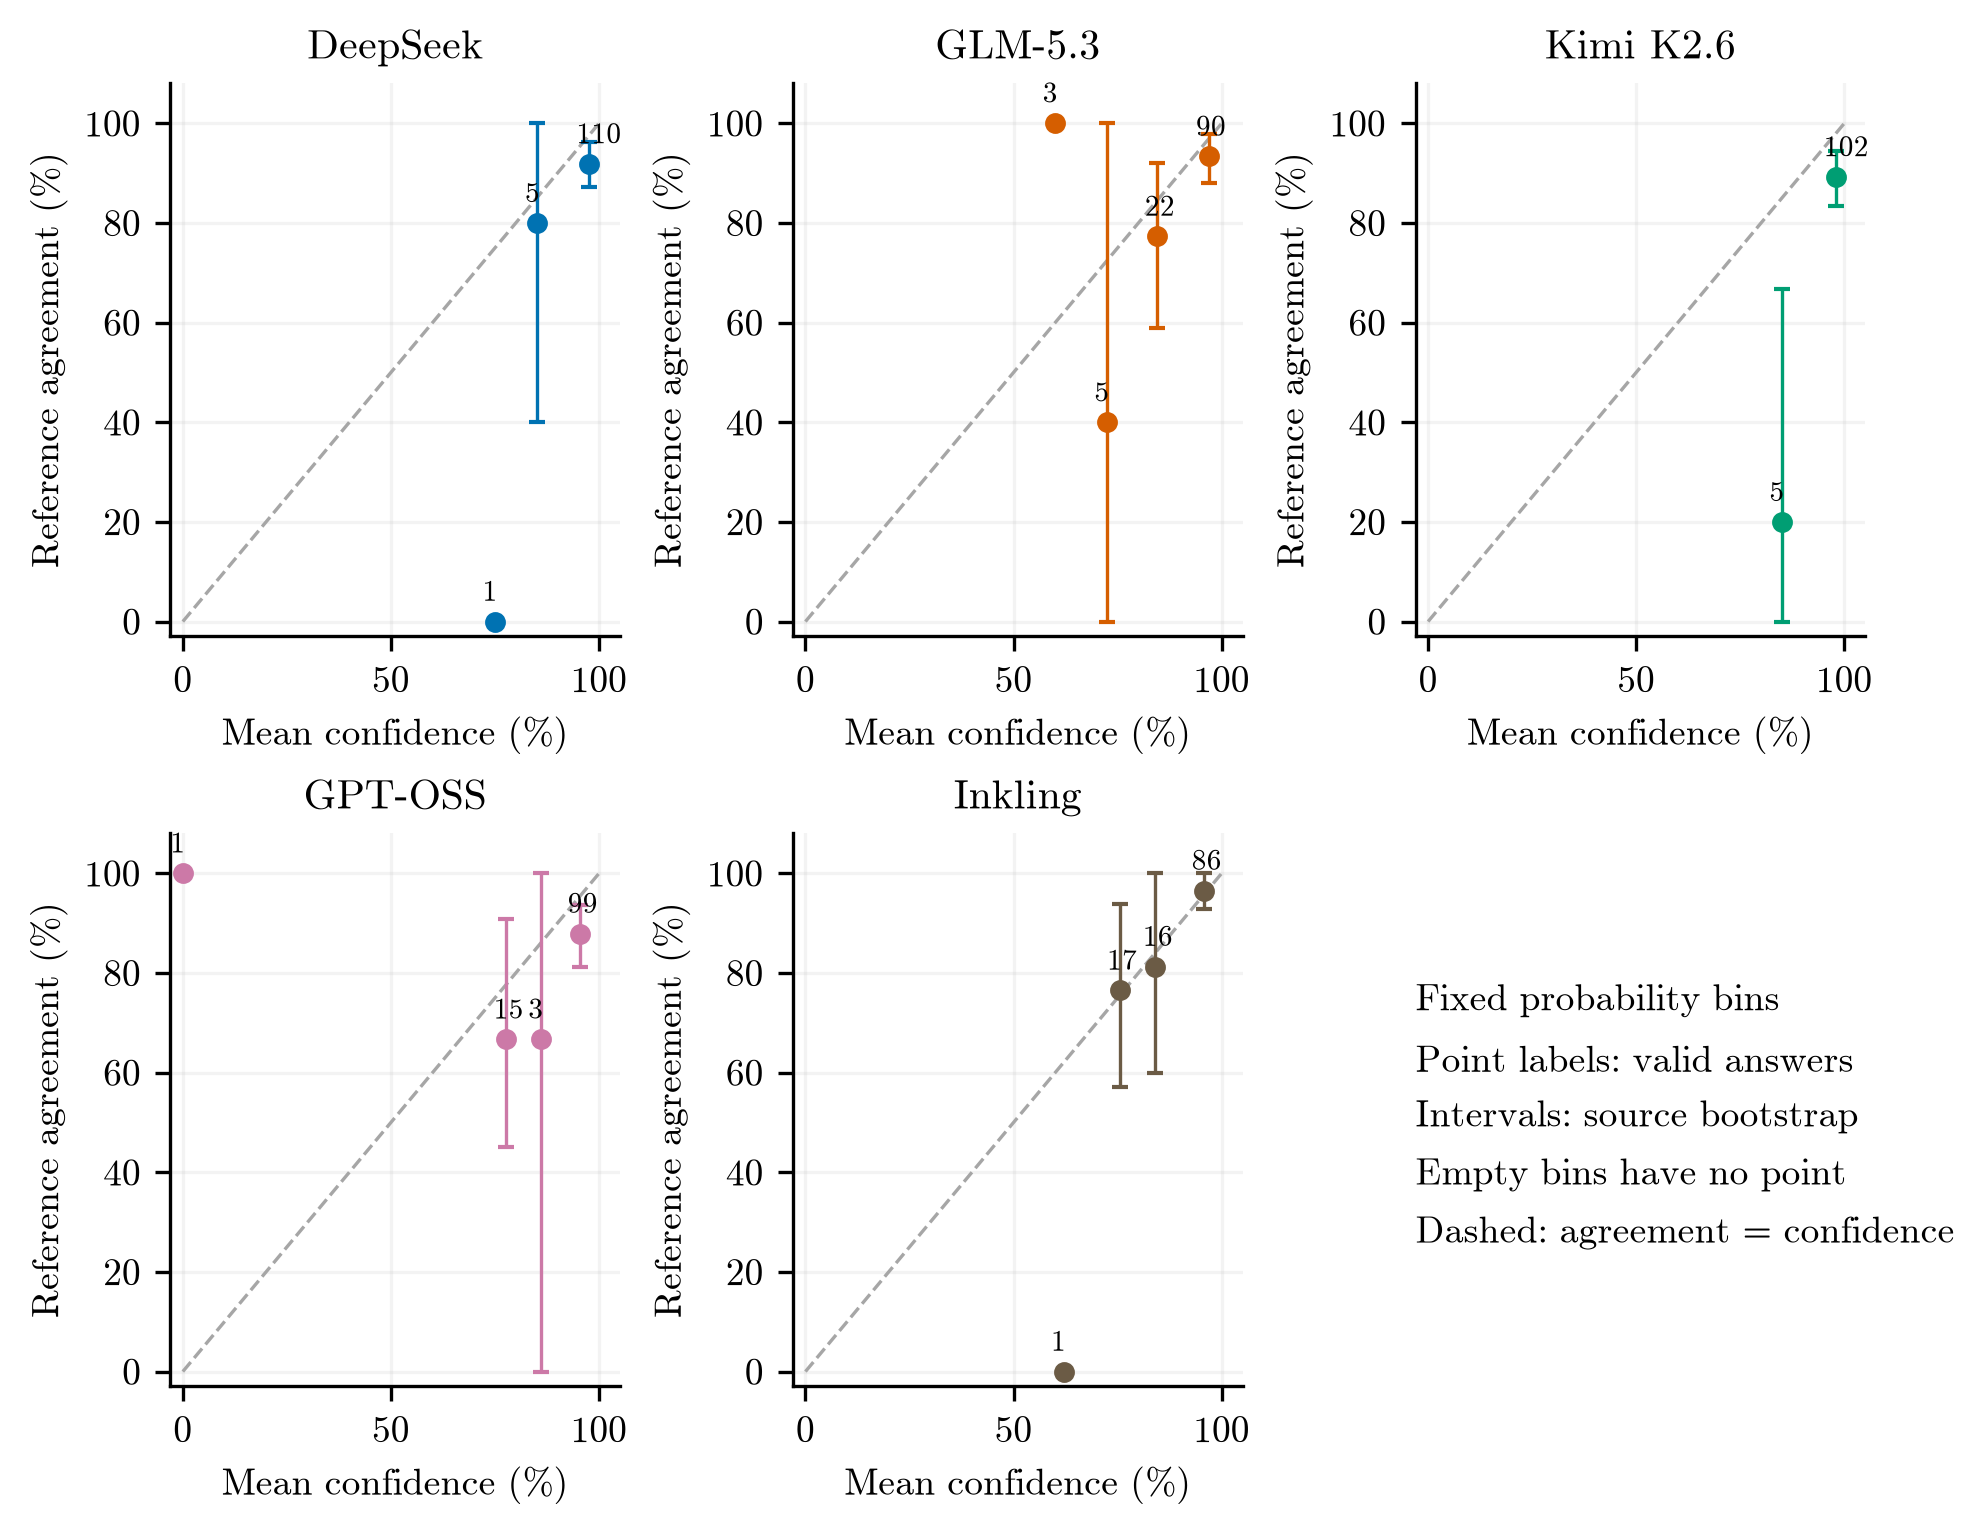 DeepSeek
Reference agreement (%)
100
80
60
40
20
0
110
5
1
0 50 100
Mean confidence (%)
GLM-5.3
Reference agreement (%)
100
80
60
40
20
0
3
90
22
5
0 50 100
Mean confidence (%)
Kimi K2.6
Reference agreement (%)
100
80
60
40
20
0
102
5
0 50 100
Mean confidence (%)
GPT-OSS
Reference agreement (%)
100
80
60
40
20
0
1
99
15 3
0 50 100
Mean confidence (%)
Inkling
Reference agreement (%)
100
80
60
40
20
0
86
16
17
1
0 50 100
Mean confidence (%)
Fixed probability bins
Point labels: valid answers
Intervals: source bootstrap
Empty bins have no point
Dashed: agreement = confidence